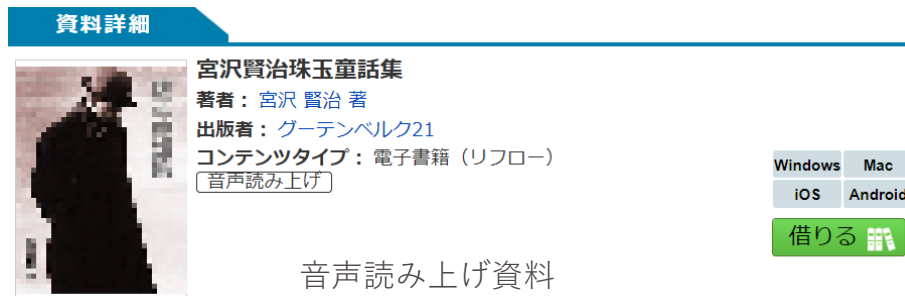 資料詳細
宮沢賢治珠玉童話集
著者： 宮沢 賢治 著
出版者： グーテンベルク21
コンテンツタイプ： 電子書籍（リフロー）
音声読み上げ
Windows Mac
iOS Android
借りる
音声読み上げ資料